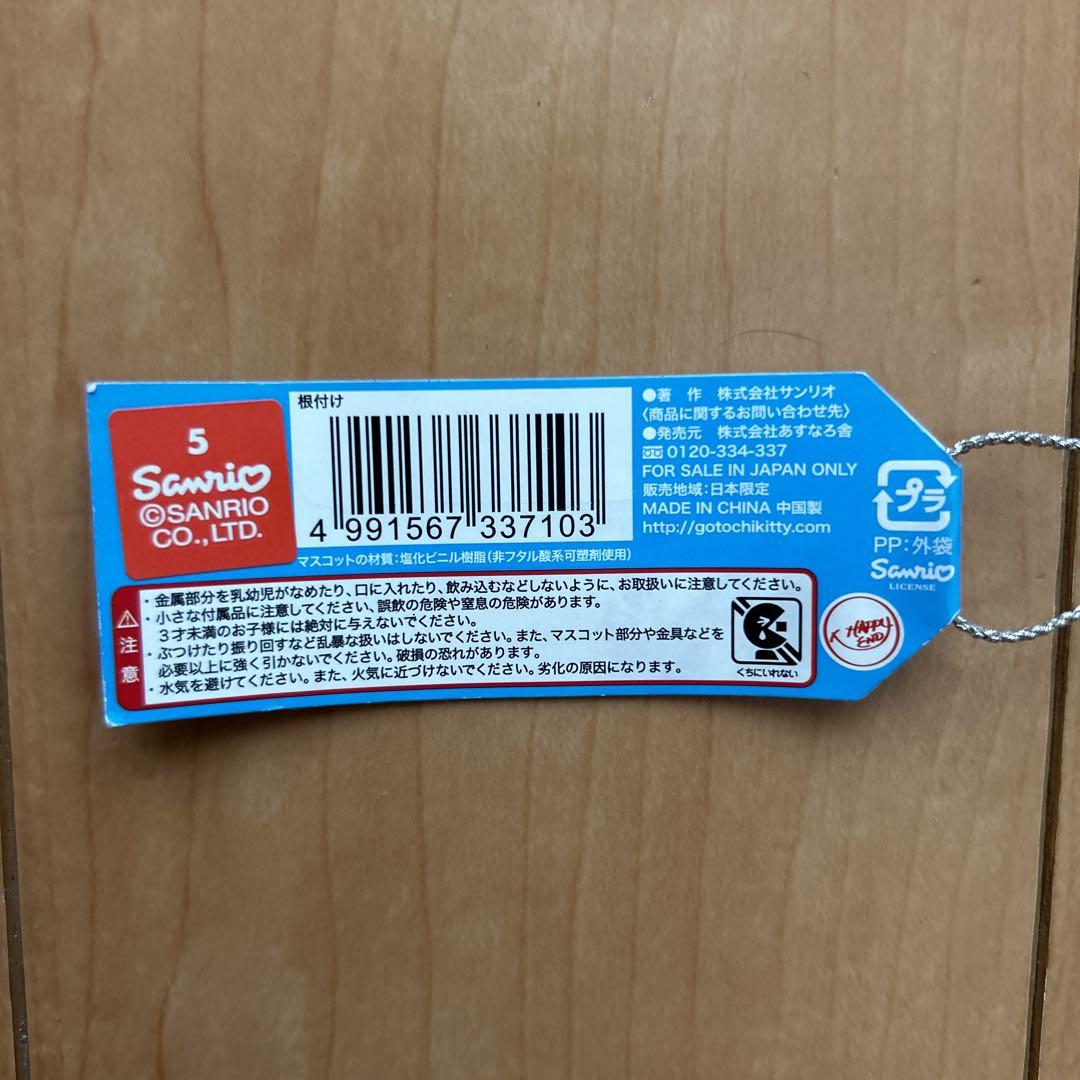 5
Sanrio
©SANRIO
CO.,LTD.
根付け
4 991567 337103
マスコットの材質:塩化ビニル樹脂(非フタル酸系可塑剤使用)
●著 作 株式会社サンリオ
〈商品に関するお問い合わせ先〉
●発売元 株式会社あすなろ舎
0120-334-337
FOR SALE IN JAPAN ONLY
販売地域:日本限定
MADE IN CHINA 中国製
http://gotochikitty.com
プラ
PP:外袋
Sanrio
LICENSE
注
意
・金属部分を乳幼児がなめたり、口に入れたり、飲み込むなどしないように、お取扱いに注意してください。
・小さな付属品に注意してください、誤飲の危険や窒息の危険があります。
3才未満のお子様には絶対に与えないでください。
・ぶつけたり振り回すなど乱暴な扱いはしないでください。また、マスコット部分や金具などを
必要以上に強く引かないでください。破損の恐れがあります。
・水気を避けてください。また、火気に近づけないでください。劣化の原因になります。
くちにいれない
HAPPY
END